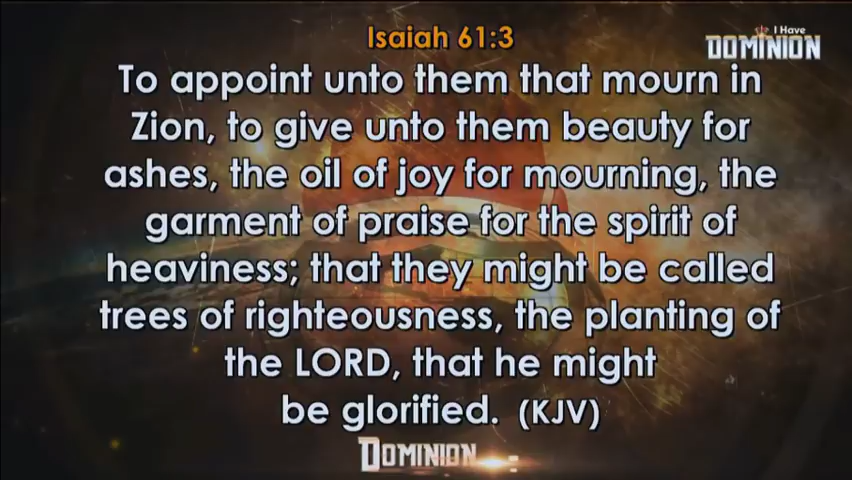 Isaiah 61:3
I Have
DOMINION
To appoint unto them that mourn in
Zion, to give unto them beauty for
ashes, the oil of joy for mourning, the
garment of praise for the spirit of
heaviness; that they might be called
trees of righteousness, the planting of
the LORD, that he might
be glorified. (KJV)
DOMINION